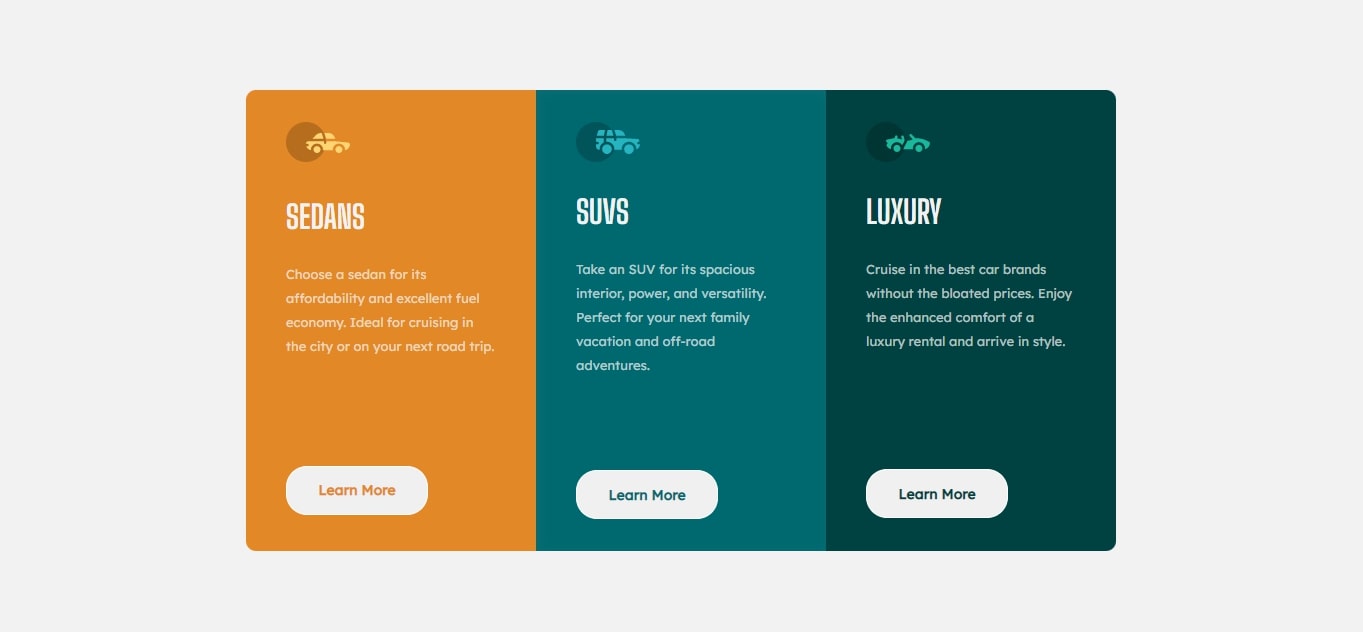 SEDANS
Choose a sedan for its
affordability and excellent fuel
economy. Ideal for cruising in
the city or on your next road trip.
Learn More
SUVS
Take an SUV for its spacious
interior, power, and versatility.
Perfect for your next family
vacation and off-road
adventures.
Learn More
LUXURY
Cruise in the best car brands
without the bloated prices. Enjoy
the enhanced comfort of a
luxury rental and arrive in style.
Learn More